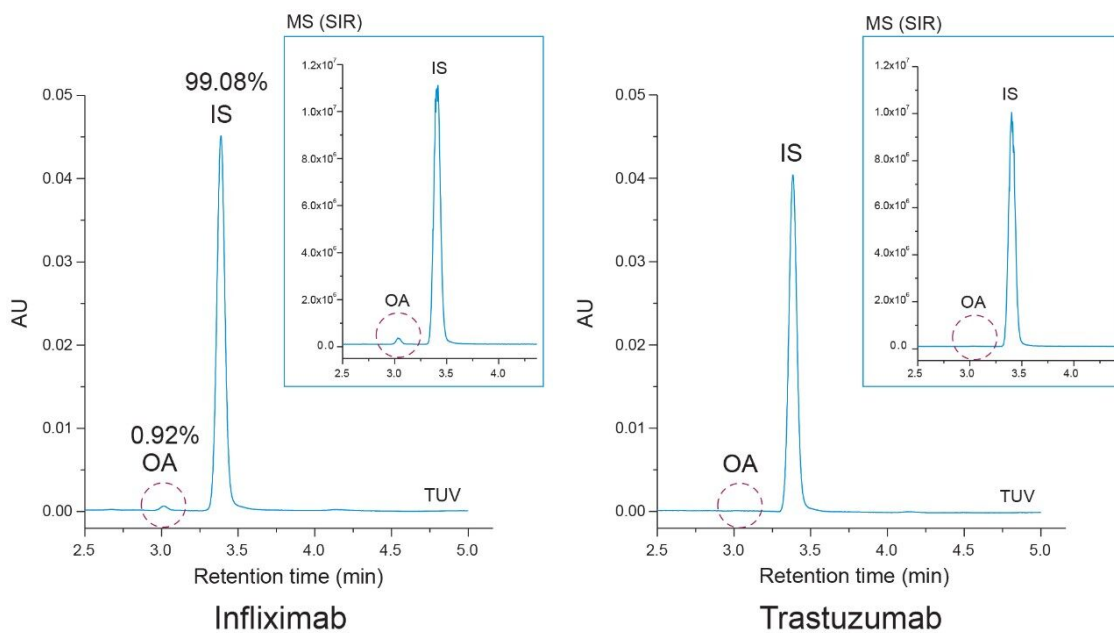 MS (SIR)
1.2x10⁷
1.0x10⁷
8.0x10⁶
6.0x10⁶
4.0x10⁶
2.0x10⁶
0.0
IS
OA
2.5 3.0 3.5 4.0
99.08%
IS
0.05
0.04
0.03
0.02
0.01
0.00
AU
0.92%
OA
TUV
2.5 3.0 3.5 4.0 4.5 5.0
Retention time (min)
Infliximab
MS (SIR)
1.2x10⁷
1.0x10⁷
8.0x10⁶
6.0x10⁶
4.0x10⁶
2.0x10⁶
0.0
IS
OA
2.5 3.0 3.5 4.0
IS
0.05
0.04
0.03
0.02
0.01
0.00
AU
OA
TUV
2.5 3.0 3.5 4.0 4.5 5.0
Retention time (min)
Trastuzumab